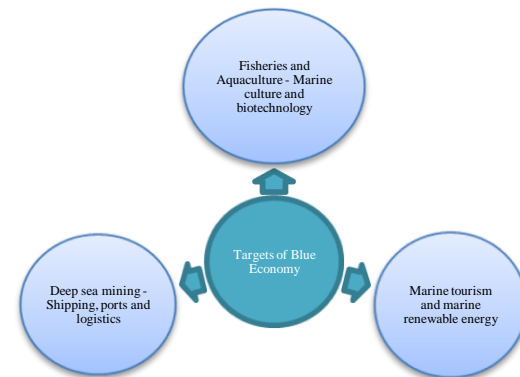 Fisheries and
Aquaculture - Marine
culture and
biotechnology
Targets of Blue
Economy
Deep sea mining -
Shipping, ports and
logistics
Marine tourism
and marine
renewable energy